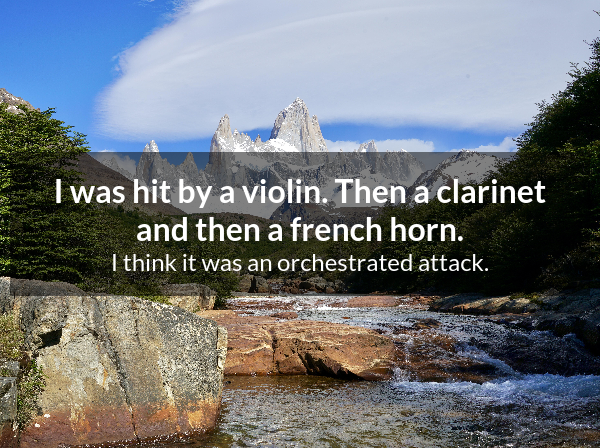 I was hit by a violin. Then a clarinet
and then a french horn.
I think it was an orchestrated attack.